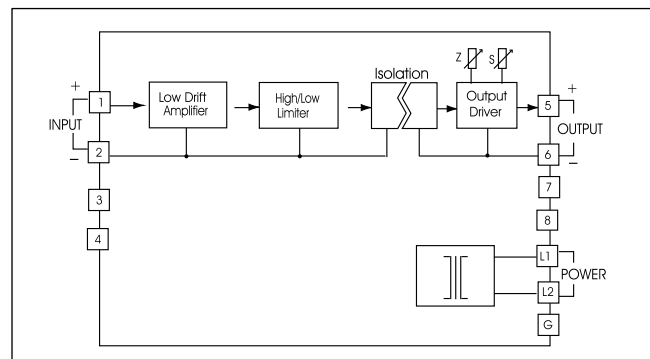 Z S
Isolation
+
1
INPUT
−
2
3
4
Low Drift
Amplifier
High/Low
Limiter
Output
Driver
5
+
OUTPUT
6
−
7
8
L1
POWER
L2
G